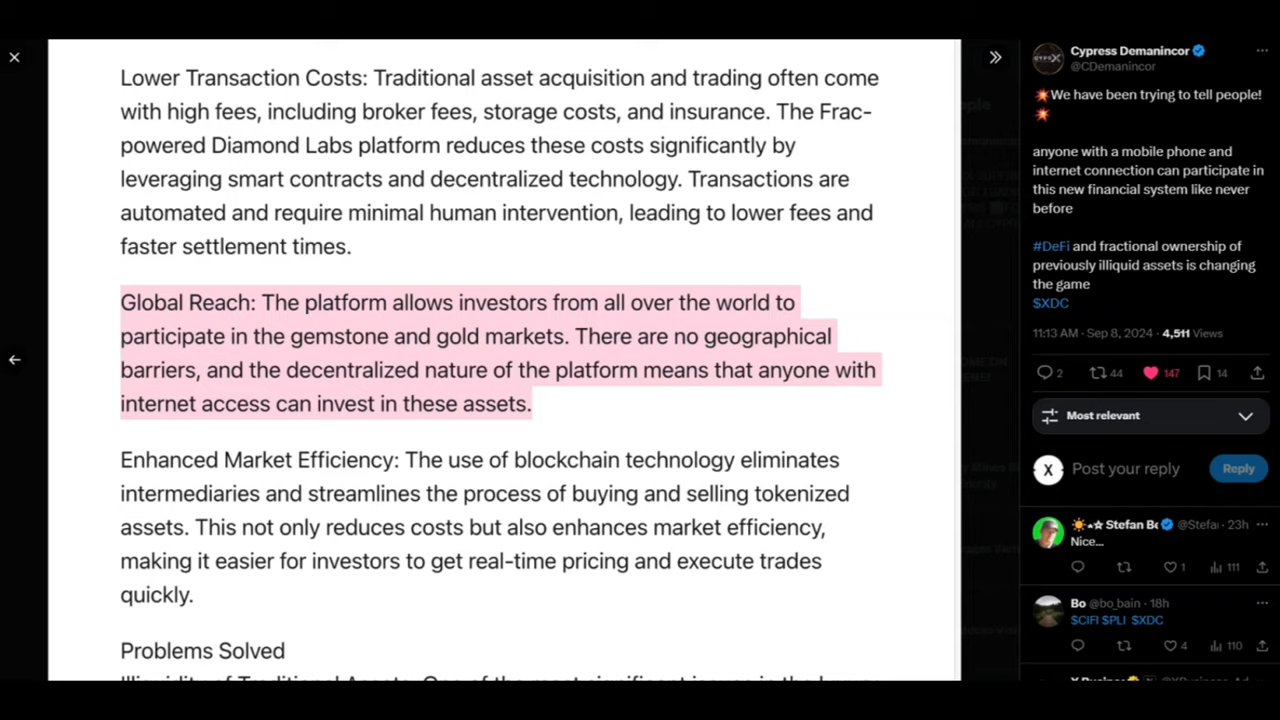 Lower Transaction Costs: Traditional asset acquisition and trading often come
with high fees, including broker fees, storage costs, and insurance. The Frac-
powered Diamond Labs platform reduces these costs significantly by
leveraging smart contracts and decentralized technology. Transactions are
automated and require minimal human intervention, leading to lower fees and
faster settlement times.
Global Reach: The platform allows investors from all over the world to
participate in the gemstone and gold markets. There are no geographical
barriers, and the decentralized nature of the platform means that anyone with
internet access can invest in these assets.
Enhanced Market Efficiency: The use of blockchain technology eliminates
intermediaries and streamlines the process of buying and selling tokenized
assets. This not only reduces costs but also enhances market efficiency,
making it easier for investors to get real-time pricing and execute trades
quickly.
Problems Solved
Cypress Demanincor
@CDemanincor
We have been trying to tell people!
anyone with a mobile phone and
internet connection can participate in
this new financial system like never
before
#DeFi and fractional ownership of
previously illiquid assets is changing
the game
$XDC
11:13 AM · Sep 8, 2024 · 4,511 Views
2 44 147 14
Most relevant
X Post your reply Reply
Stefan Be @Stefa · 23h
Nice...
1 111
Bo @bo_bain · 18h
$CIFI $PLI $XDC
4 110